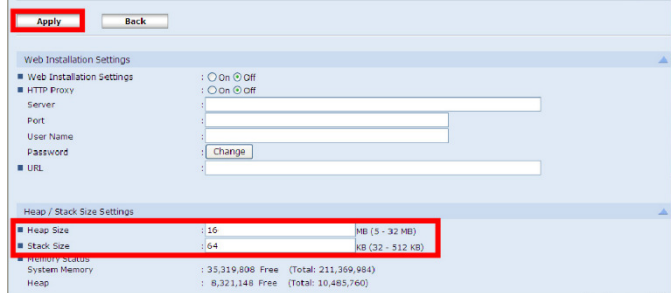 Apply Back
Web Installation Settings
Web Installation Settings : On Off
HTTP Proxy : On Off
Server :
Port :
User Name :
Password : Change
URL :
Heap / Stack Size Settings
Heap Size : 16 MB (5 - 32 MB)
Stack Size : 64 KB (32 - 512 KB)
Memory Status
System Memory : 35,319,808 Free (Total: 211,369,984)
Heap : 8,321,148 Free (Total: 10,485,760)